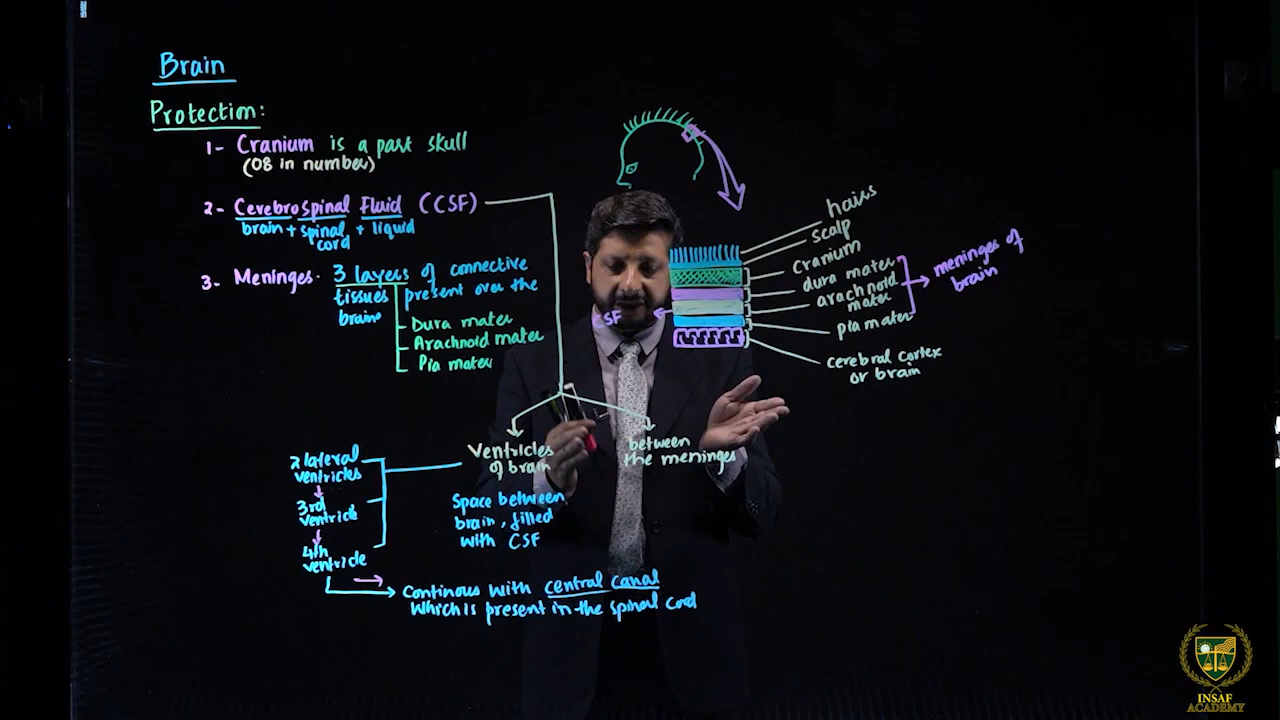 Brain
Protection:
1- Cranium is a part skull
(08 in number)
2- Cerebrospinal Fluid (CSF)
brain + spinal + liquid
cord
3- Meninges. 3 layers of connective
tissues present over the
brain
Dura mater
Arachnoid mater
Pia mater
hairs
scalp
cranium
dura mater
arachnoid
mater
pia mater
cerebral cortex
or brain
meninges of
brain
CSF
Ventricles
of brain
between
the meninges
Space between
brain, filled
with CSF
2 lateral
ventricles
3rd
ventricle
4th
ventricle
Continous with central canal
which is present in the spinal cord
INSAF
ACADEMY